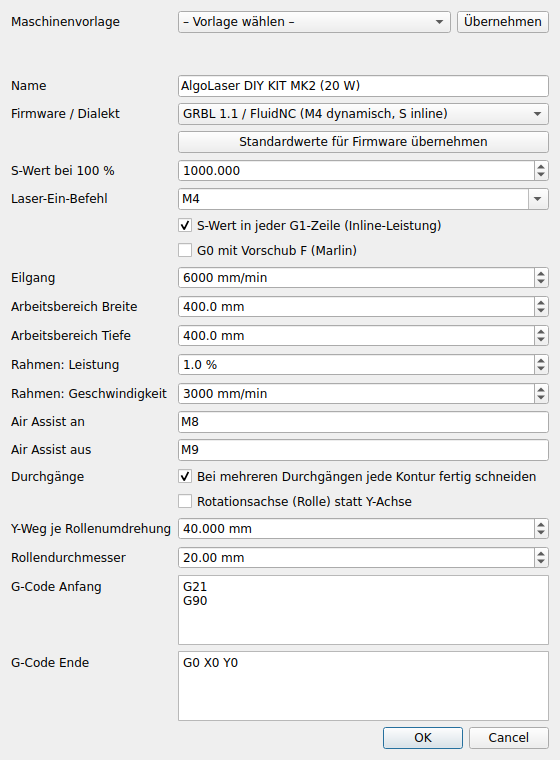 Maschinenvorlage – Vorlage wählen – Übernehmen
Name AlgoLaser DIY KIT MK2 (20 W)
Firmware / Dialekt GRBL 1.1 / FluidNC (M4 dynamisch, S inline)
Standardwerte für Firmware übernehmen
S-Wert bei 100 % 1000.000
Laser-Ein-Befehl M4
S-Wert in jeder G1-Zeile (Inline-Leistung)
G0 mit Vorschub F (Marlin)
Eilgang 6000 mm/min
Arbeitsbereich Breite 400.0 mm
Arbeitsbereich Tiefe 400.0 mm
Rahmen: Leistung 1.0 %
Rahmen: Geschwindigkeit 3000 mm/min
Air Assist an M8
Air Assist aus M9
Durchgänge Bei mehreren Durchgängen jede Kontur fertig schneiden
Rotationsachse (Rolle) statt Y-Achse
Y-Weg je Rollenumdrehung 40.000 mm
Rollendurchmesser 20.00 mm
G-Code Anfang G21
G90
G-Code Ende G0 X0 Y0
OK Cancel